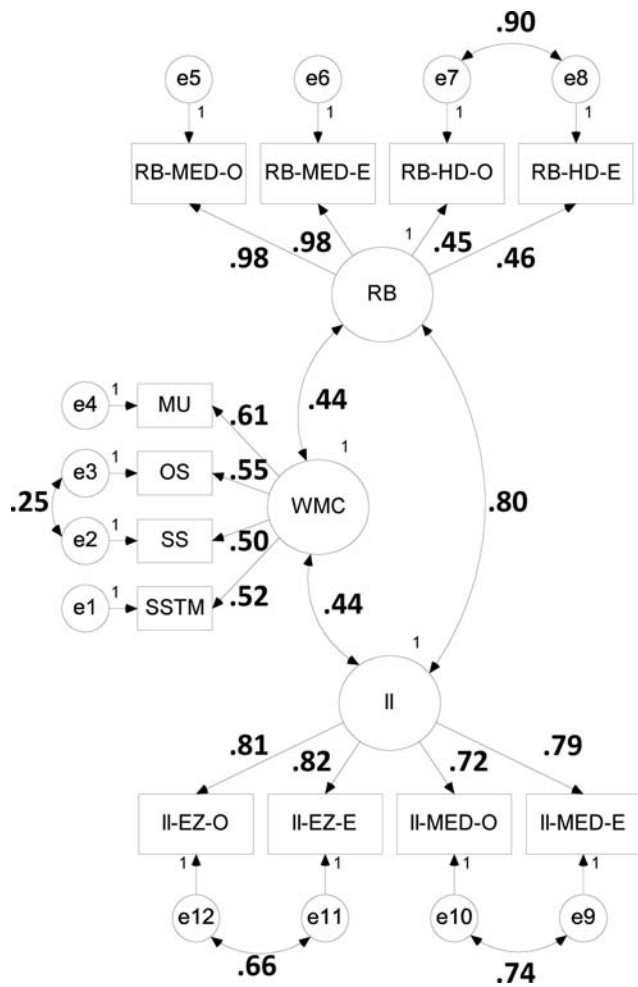 .90
e5 e6 e7 e8
1 1 1 1
RB-MED-O RB-MED-E RB-HD-O RB-HD-E
.98 .98 1 .45 .46
RB
.44
e4 1 MU .61
1
e3 1 OS .55
.25 WMC .80
e2 1 SS .50
e1 1 SSTM .52
.44
1
II
.81 .82 .72 .79
II-EZ-O II-EZ-E II-MED-O II-MED-E
1 1 1 1
e12 e11 e10 e9
.66 .74